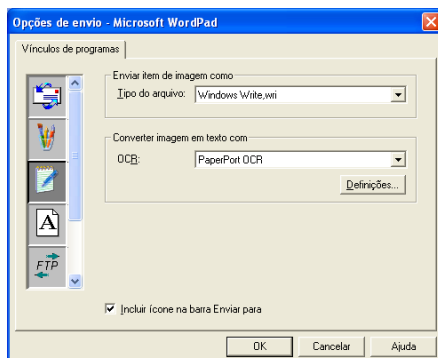 Opções de envio - Microsoft WordPad
Vínculos de programas
Enviar item de imagem como
Tipo do arquivo: Windows Write,wri
Converter imagem em texto com
OCR: PaperPort OCR
Definições...
A
FTP
Incluir ícone na barra Enviar para
OK Cancelar Ajuda